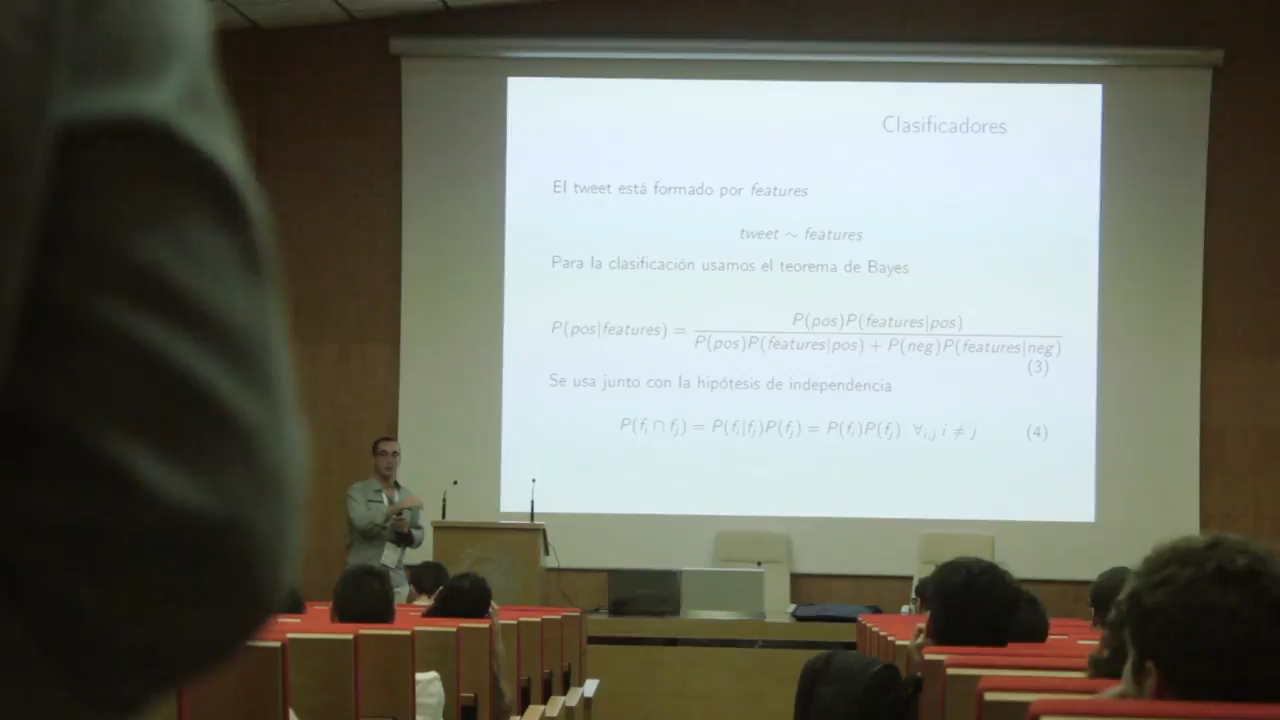 Clasificadores
El tweet está formado por features
tweet ∼ features
Para la clasificación usamos el teorema de Bayes
P(pos|features) = P(pos)P(features|pos) / P(pos)P(features|pos) + P(neg)P(features|neg)
(3)
Se usa junto con la hipótesis de independencia
P(fᵢ ∩ fⱼ) = P(fᵢ|fⱼ)P(fⱼ) = P(fᵢ)P(fⱼ) ∀ᵢ,ⱼ i ≠ j (4)